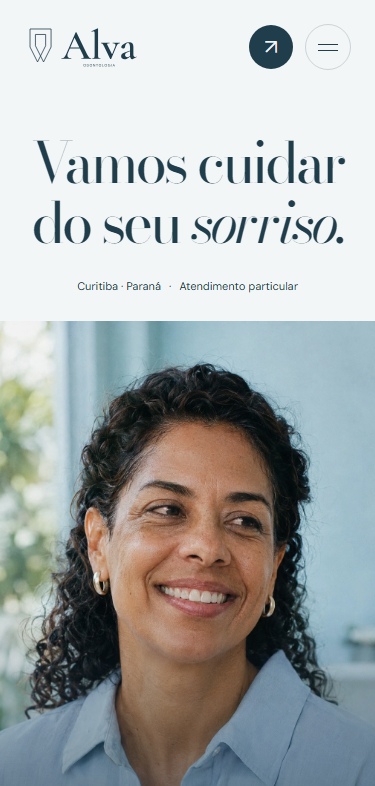 Alva
ODONTOLOGIA
Vamos cuidar
do seu sorriso.
Curitiba · Paraná · Atendimento particular